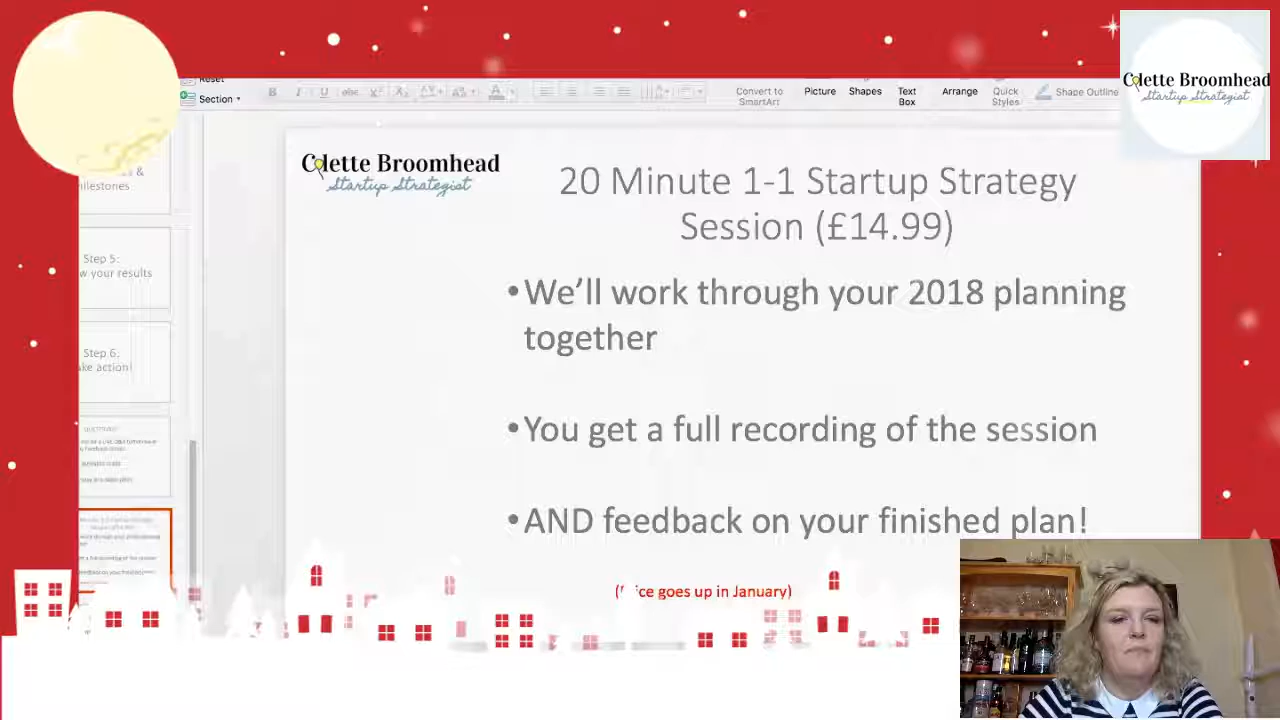 Reset
Section
Convert to
SmartArt
Picture
Shapes
Text
Box
Arrange
Quick
Styles
Shape Outline
Colette Broomhead
Startup Strategist
Colette Broomhead
Startup Strategist
20 Minute 1-1 Startup Strategy
Session (£14.99)
•We’ll work through your 2018 planning
together
•You get a full recording of the session
•AND feedback on your finished plan!
goes up in January)
&
Step 5:
your results
Step 6:
action!
QUESTIONS